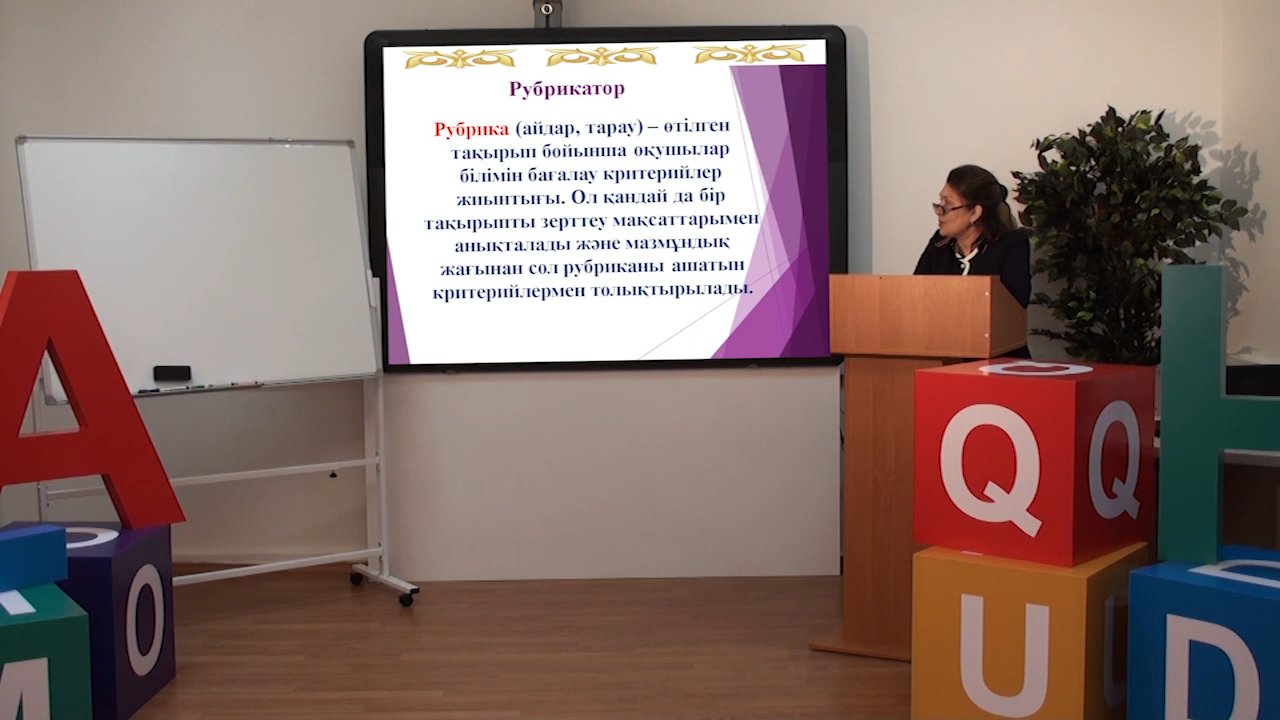 Рубрикатор
Рубрика (айдар, тарау) – өтілген
тақырып бойынша оқушылар
білімін бағалау критерийлер
жиынтығы. Ол қандай да бір
тақырыпты зерттеу мақсаттарымен
анықталады және мазмұндық
жағынан сол рубриканы ашатын
критерийлермен толықтырылады.
A
O
Q
Q
U
D